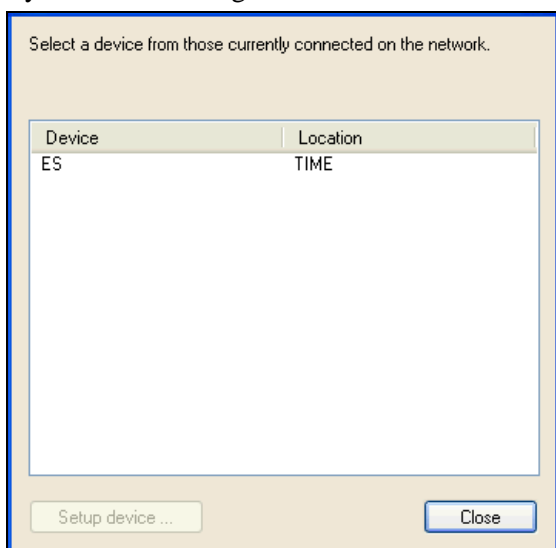 Select a device from those currently connected on the network.
Device Location
ES TIME
Setup device ... Close